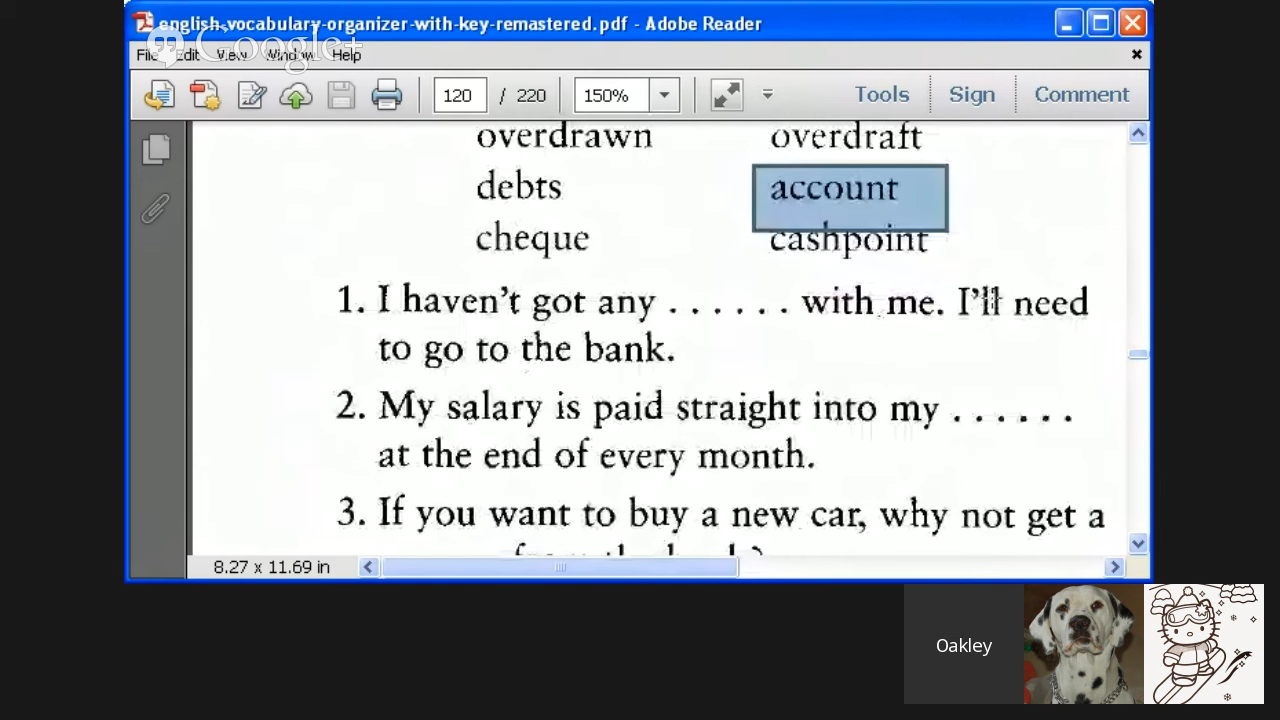 english-vocabulary-organizer-with-key-remastered.pdf - Adobe Reader
Google+
File Edit View Window Help
120 / 220 150% Tools Sign Comment
overdrawn overdraft
debts account
cheque cashpoint
1. I haven't got any . . . . . . with me. I'll need
to go to the bank.
2. My salary is paid straight into my . . . . . .
at the end of every month.
3. If you want to buy a new car, why not get a
8.27 x 11.69 in
Oakley